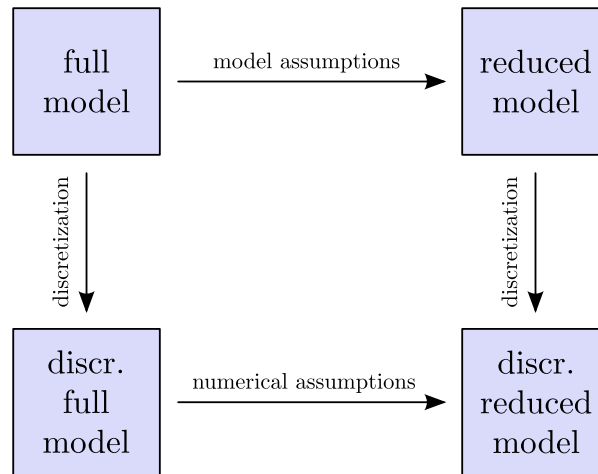 full
model
model assumptions
reduced
model
discretization
discretization
discr.
full
model
numerical assumptions
discr.
reduced
model